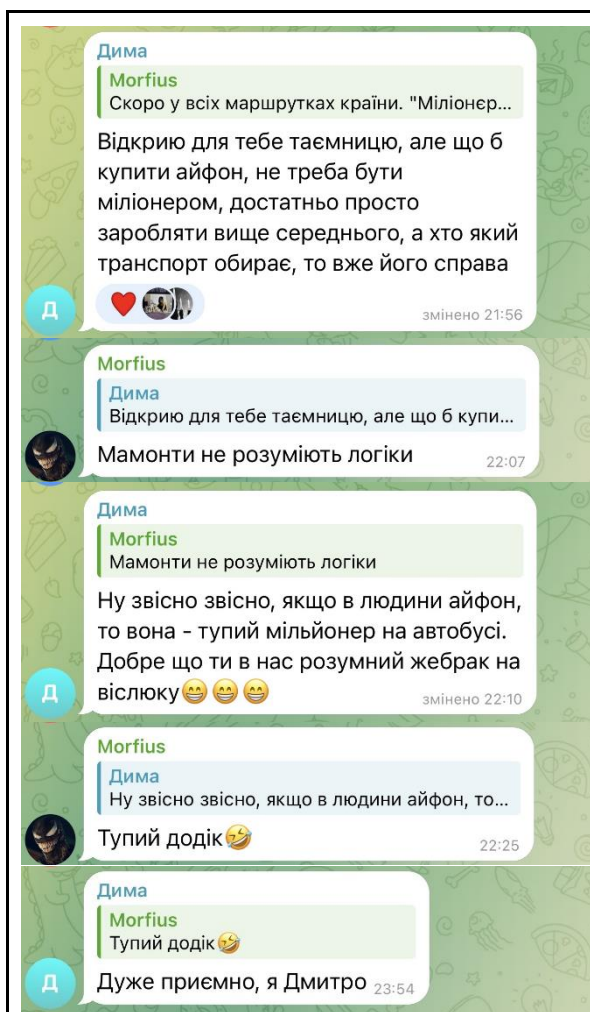 Дима
Morfius
Скоро у всіх маршрутках країни. "Міліонєр...
Відкрию для тебе таємницю, але що б
купити айфон, не треба бути
міліонером, достатньо просто
заробляти вище середнього, а хто який
транспорт обирає, то вже його справа
Д
❤️
змінено 21:56
Morfius
Дима
Відкрию для тебе таємницю, але що б купи...
Мамонти не розуміють логіки
22:07
Дима
Morfius
Мамонти не розуміють логіки
Ну звісно звісно, якщо в людини айфон,
то вона - тупий мільйонер на автобусі.
Добре що ти в нас розумний жебрак на
віслюку😁😁😁
Д
змінено 22:10
Morfius
Дима
Ну звісно звісно, якщо в людини айфон, то...
Тупий додік🤣
22:25
Дима
Morfius
Тупий додік🤣
Дуже приємно, я Дмитро 23:54
Д